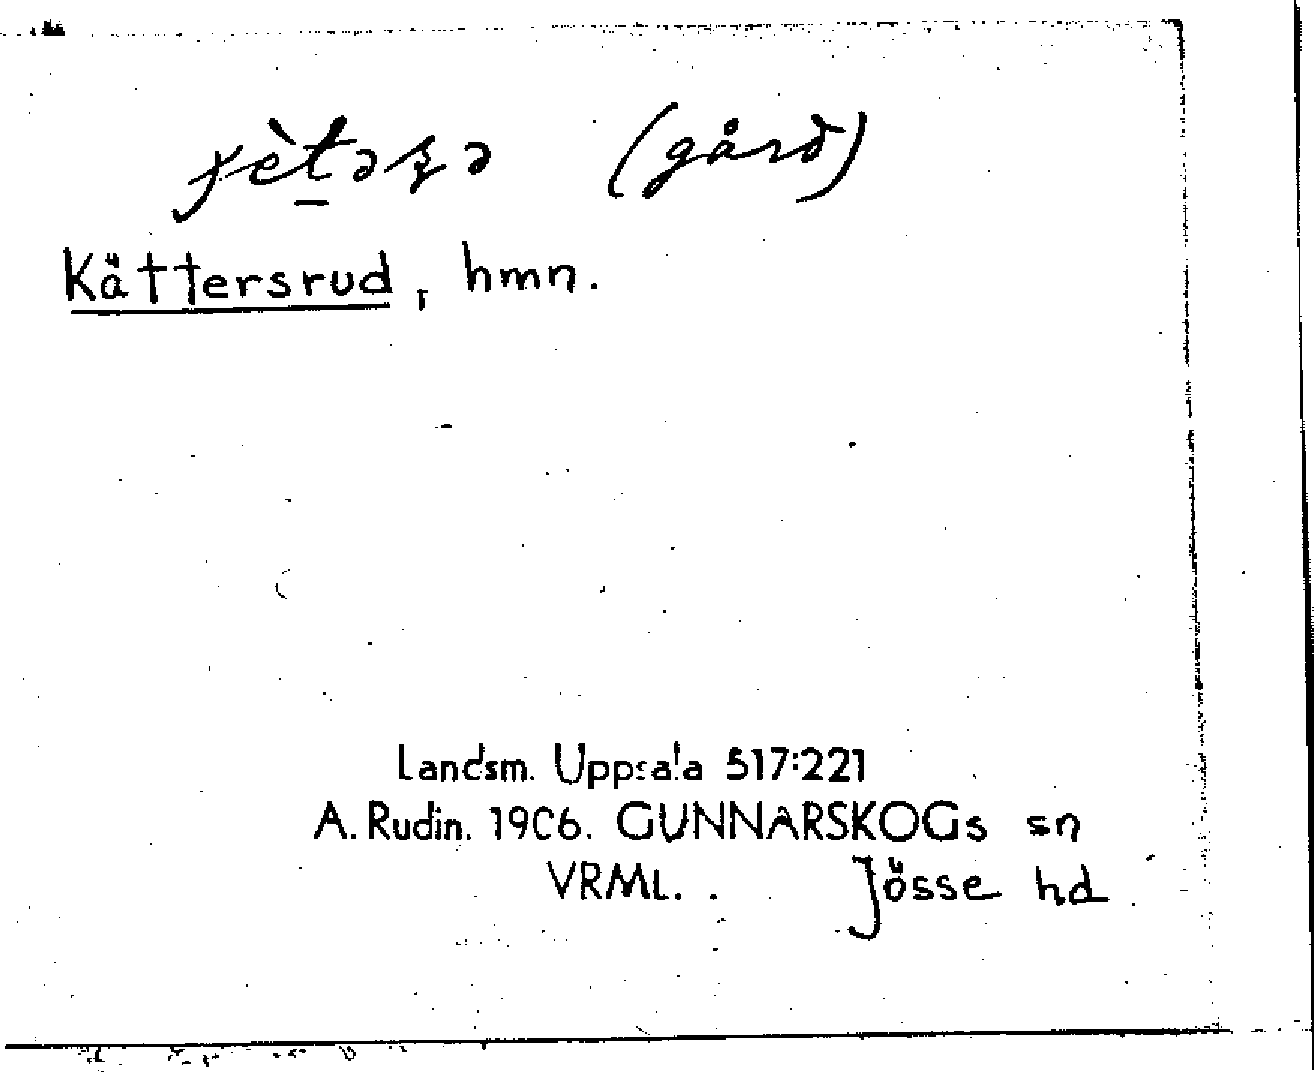 (gård)
Kättersrud, hmn.
Landsm. Uppsala 517:221
A. Rudin. 1906. GUNNARSKOGs sn
VRML. . Jösse hd